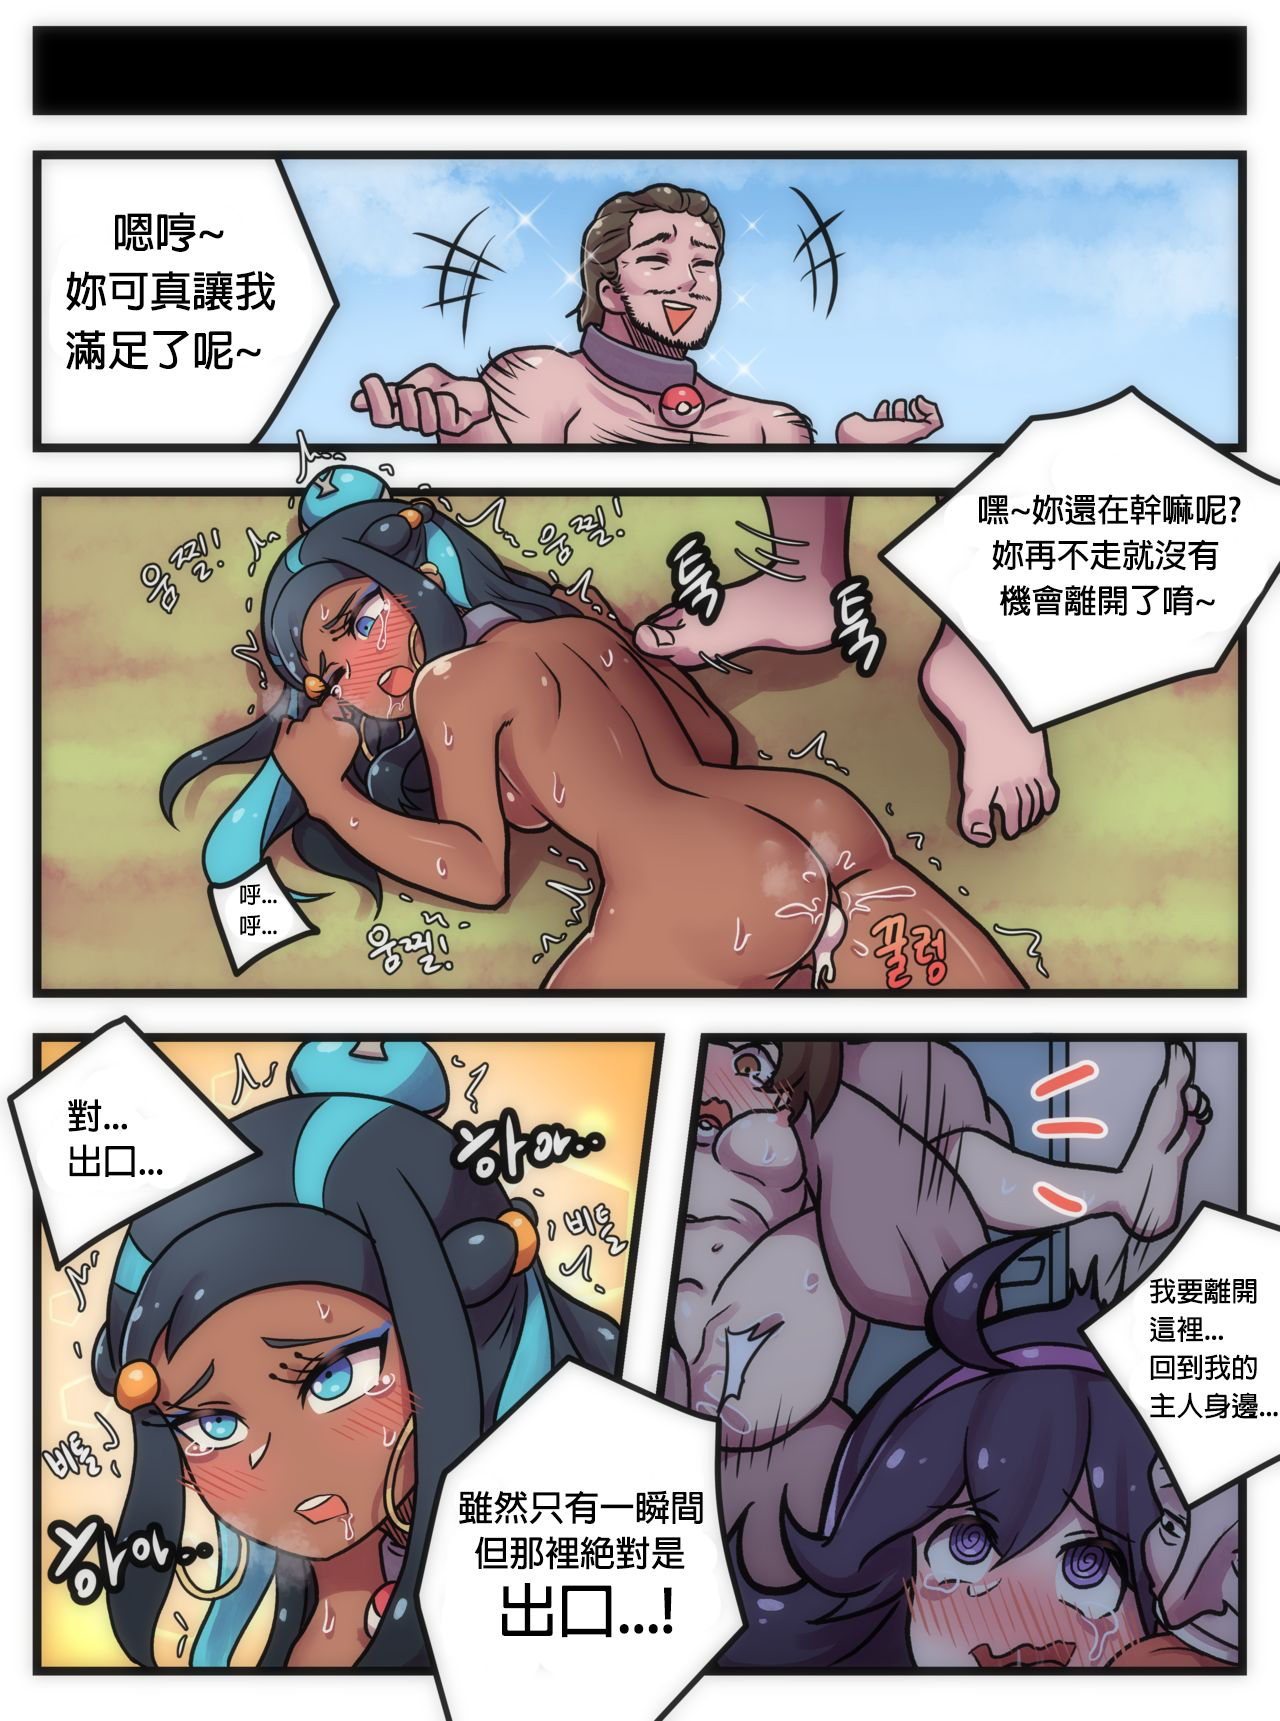 嗯哼~
妳可真讓我
滿足了呢~
嘿~妳還在幹嘛呢?
妳再不走就沒有
機會離開了唷~
움찔!
움찔!
툭
툭
呼...
呼...
움찔!
꿀렁
對...
出口...
하아..
비틀
비틀
하아..
我要離開
這裡...
回到我的
主人身邊...
雖然只有一瞬間
但那裡絕對是
出口...!